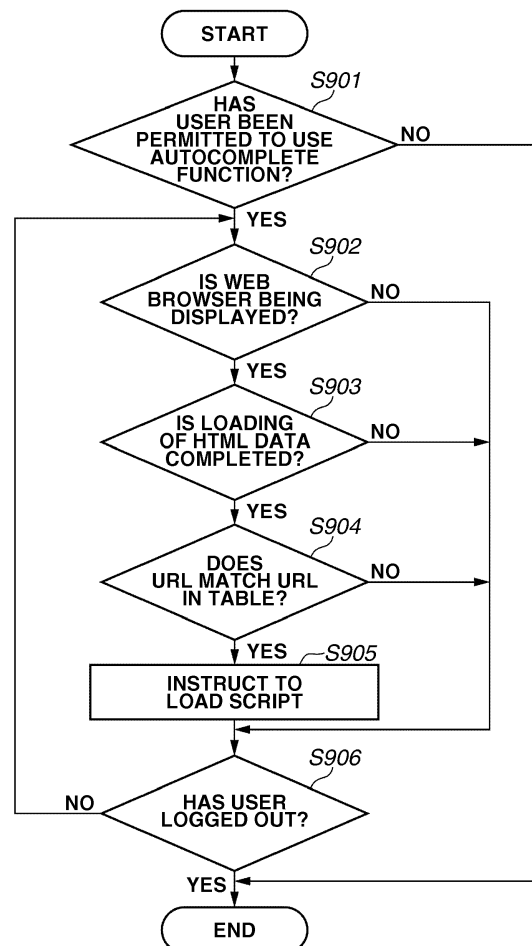 START
S901
HAS
USER BEEN
PERMITTED TO USE
AUTOCOMPLETE
FUNCTION?
NO
YES
S902
IS WEB
BROWSER BEING
DISPLAYED?
NO
YES
S903
IS LOADING
OF HTML DATA
COMPLETED?
NO
YES
S904
DOES
URL MATCH URL
IN TABLE?
NO
YES
S905
INSTRUCT TO
LOAD SCRIPT
S906
HAS USER
LOGGED OUT?
NO
YES
END